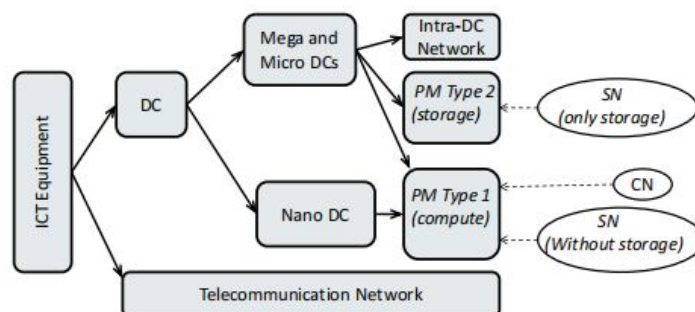 ICT Equipment
DC
Mega and
Micro DCs
Nano DC
Intra-DC
Network
PM Type 2
(storage)
PM Type 1
(compute)
SN
(only storage)
CN
SN
(Without storage)
Telecommunication Network